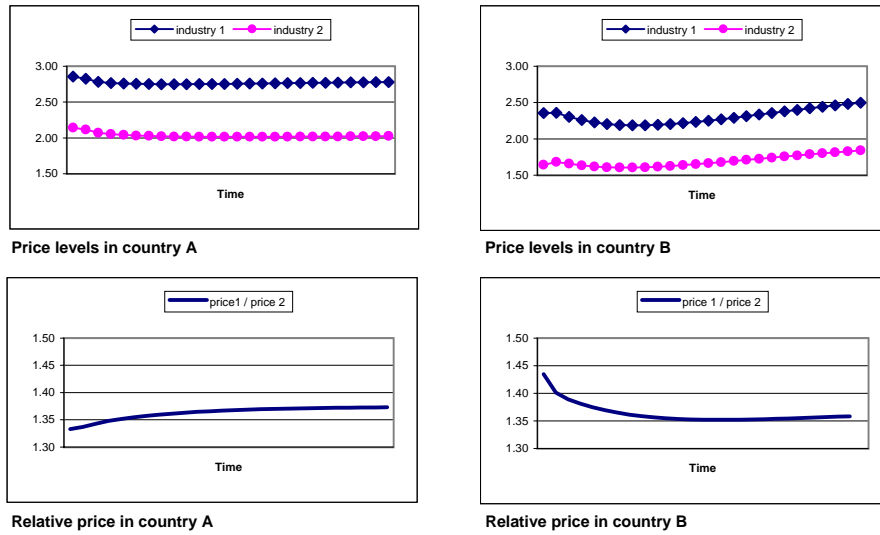 industry 1 industry 2
3.00
2.50
2.00
1.50
Time
Price levels in country A
industry 1 industry 2
3.00
2.50
2.00
1.50
Time
Price levels in country B
price1 / price 2
1.50
1.45
1.40
1.35
1.30
Time
Relative price in country A
price 1 / price 2
1.50
1.45
1.40
1.35
1.30
Time
Relative price in country B